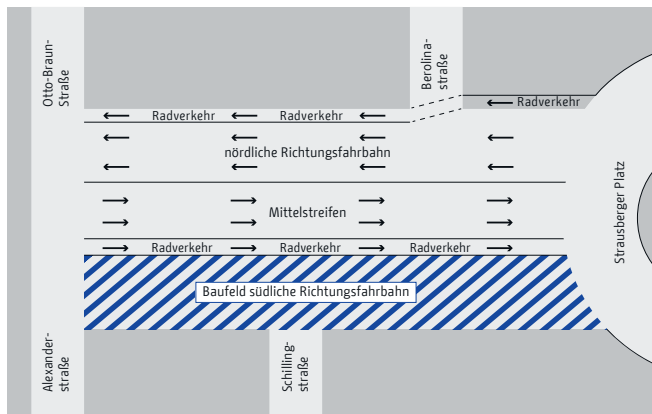 Otto-Braun-
Straße
Berolina-
straße
Radverkehr
Radverkehr
Radverkehr
nördliche Richtungsfahrbahn
Mittelstreifen
Strausberger Platz
Radverkehr
Radverkehr
Radverkehr
Baufeld südliche Richtungsfahrbahn
Alexander-
straße
Schilling-
straße